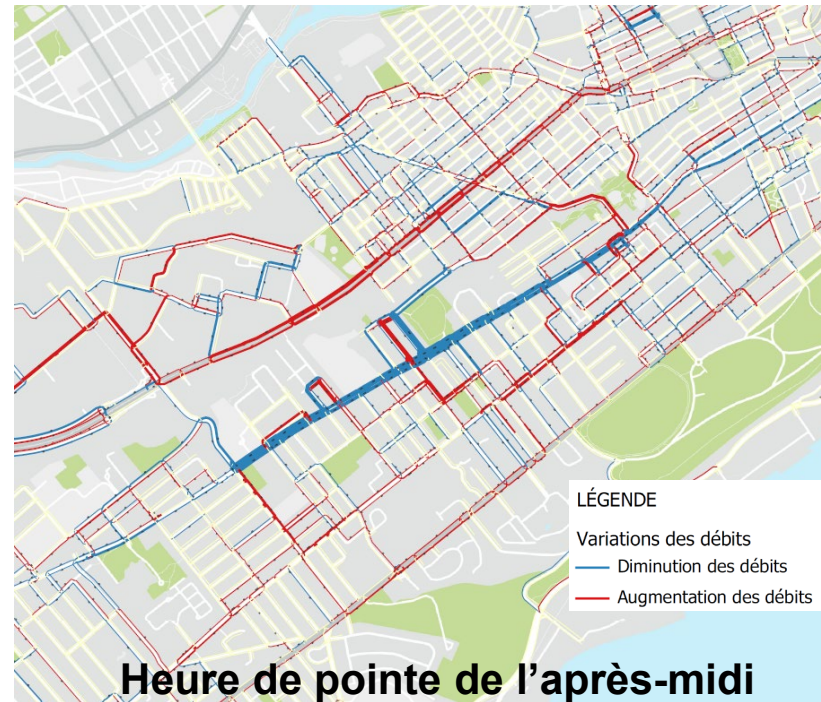 LÉGENDE
Variations des débits
Diminution des débits
Augmentation des débits
Heure de pointe de l’après-midi